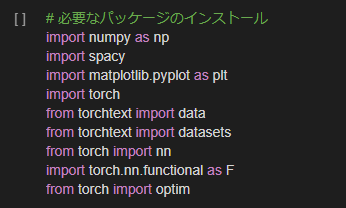 [ ] # 必要なパッケージのインストール
import numpy as np
import spacy
import matplotlib.pyplot as plt
import torch
from torchtext import data
from torchtext import datasets
from torch import nn
import torch.nn.functional as F
from torch import optim